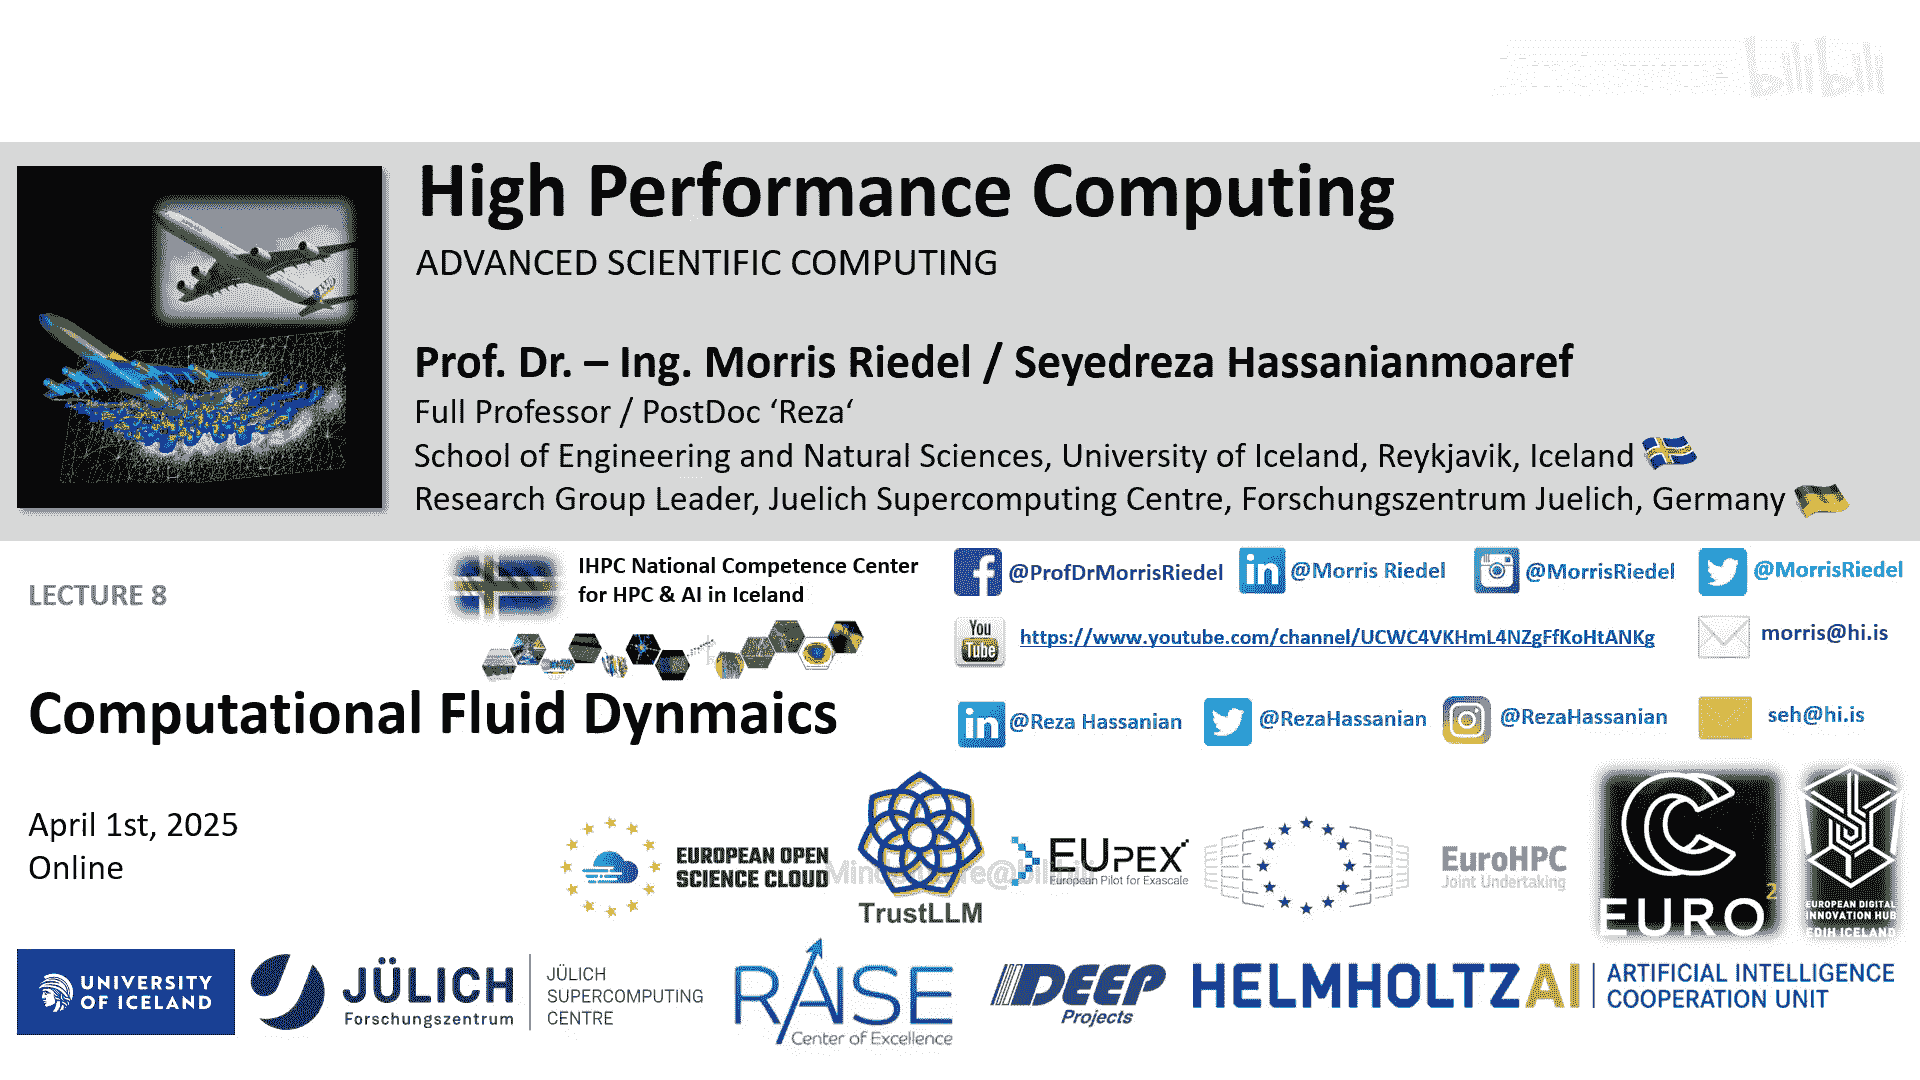 bilibili
High Performance Computing
ADVANCED SCIENTIFIC COMPUTING
Prof. Dr. – Ing. Morris Riedel / Seyedreza Hassanianmoaref
Full Professor / PostDoc ‘Reza‘
School of Engineering and Natural Sciences, University of Iceland, Reykjavik, Iceland
Research Group Leader, Juelich Supercomputing Centre, Forschungszentrum Juelich, Germany
LECTURE 8
IHPC National Competence Center
for HPC & AI in Iceland
@ProfDrMorrisRiedel
@Morris Riedel
@MorrisRiedel
@MorrisRiedel
You
Tube
https://www.youtube.com/channel/UCWC4VKHmL4NZgFfKoHtANKg
morris@hi.is
Computational Fluid Dynmaics
@Reza Hassanian
@RezaHassanian
@RezaHassanian
seh@hi.is
April 1st, 2025
Online
EUROPEAN OPEN
SCIENCE CLOUD
TrustLLM
EUPEX
European Pilot for Exascale
EuroHPC
Joint Undertaking
EURO
2
EUROPEAN DIGITAL
INNOVATION HUB
EDIH ICELAND
UNIVERSITY
OF ICELAND
JÜLICH
Forschungszentrum
JÜLICH
SUPERCOMPUTING
CENTRE
RAISE
Center of Excellence
DEEP
Projects
HELMHOLTZAI
ARTIFICIAL INTELLIGENCE
COOPERATION UNIT